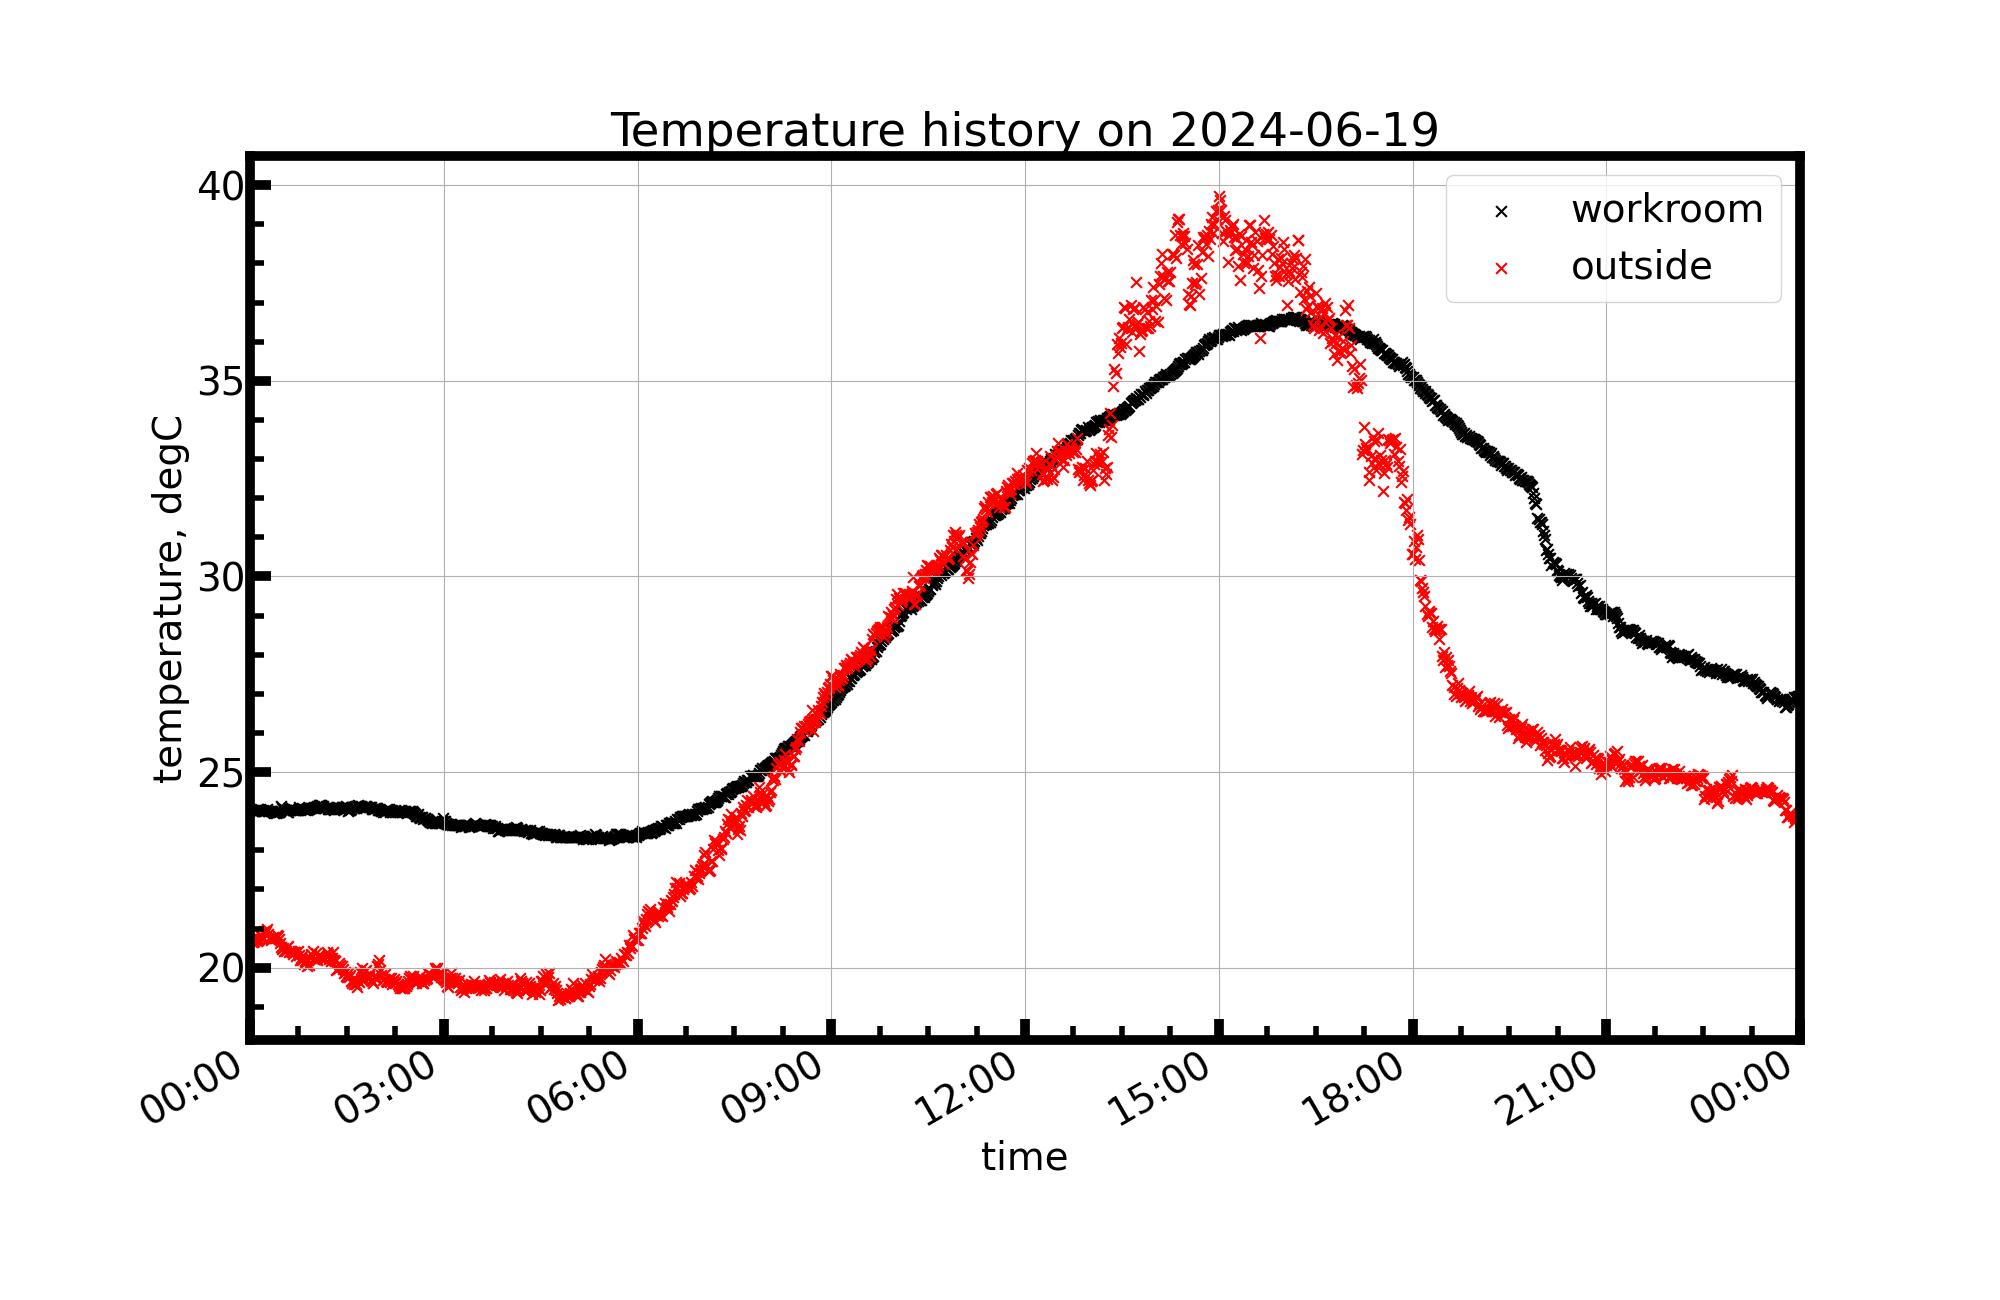 Temperature history on 2024-06-19
workroom
outside
temperature, degC
40
35
30
25
20
00:00 03:00 06:00 09:00 12:00 15:00 18:00 21:00 00:00
time